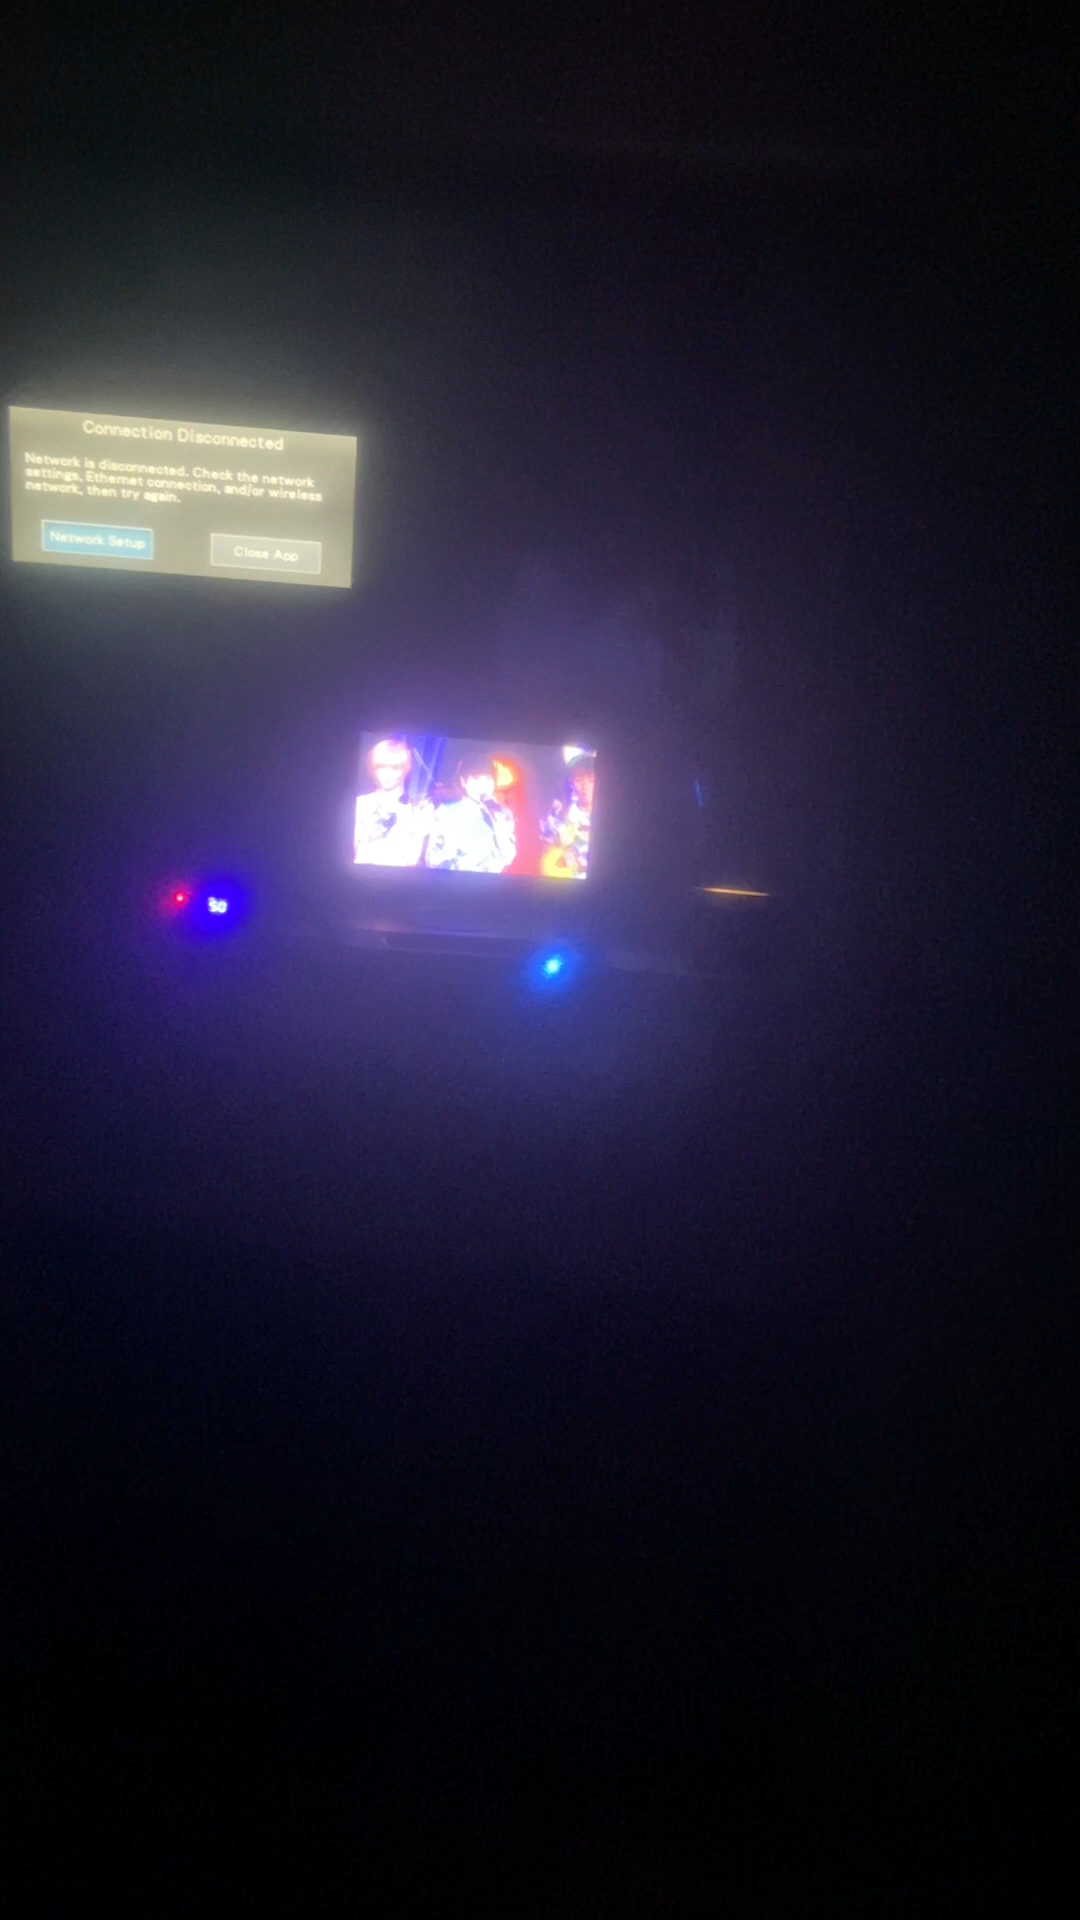 Connection Disconnected
Network is disconnected. Check the network
settings, Ethernet connection, and/or wireless
network, then try again.
Network Setup
Close App
50